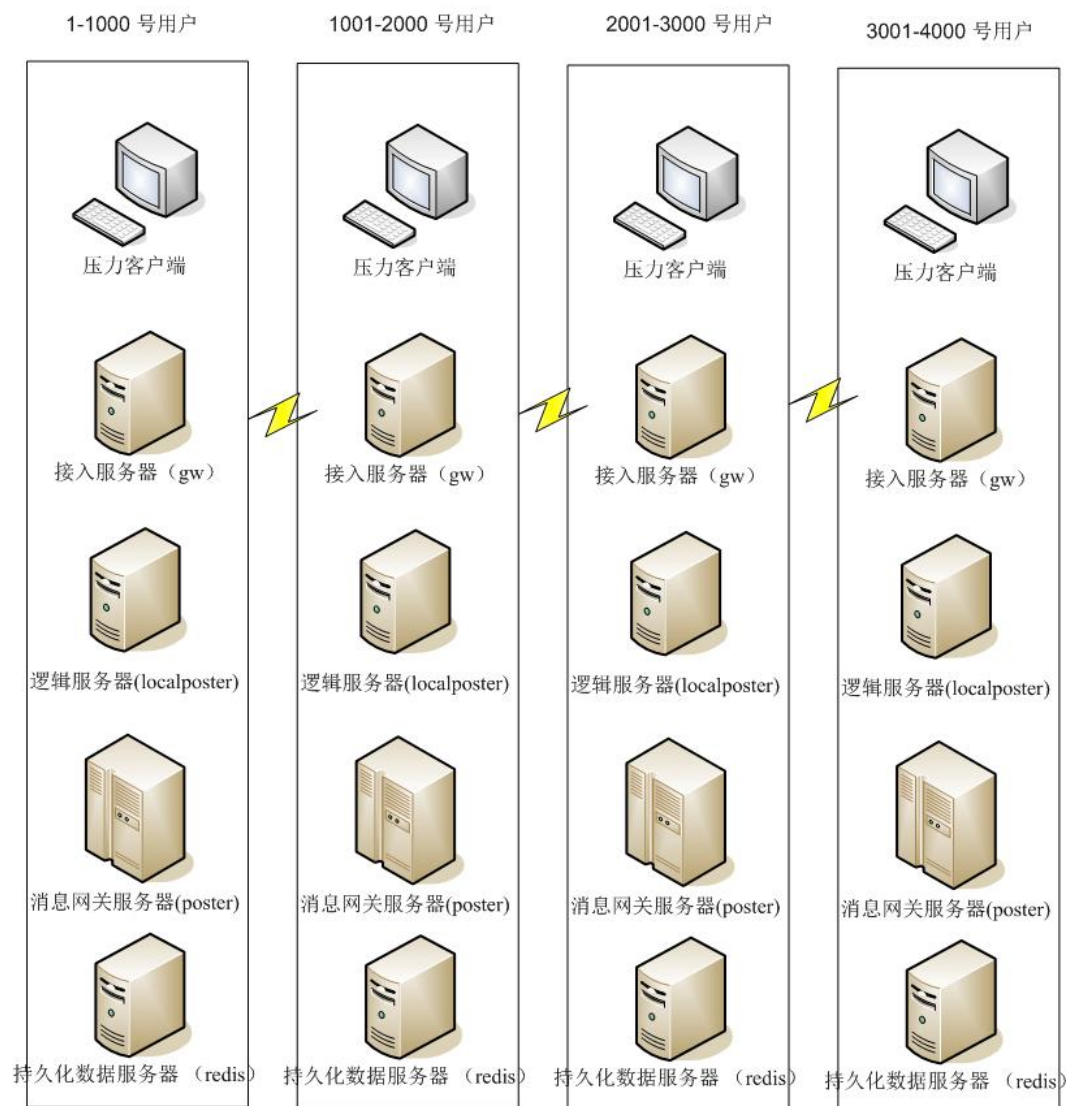 1-1000 号用户
1001-2000 号用户
2001-3000 号用户
3001-4000 号用户
压力客户端
压力客户端
压力客户端
压力客户端
接入服务器（gw）
接入服务器（gw）
接入服务器（gw）
接入服务器（gw）
逻辑服务器(localposter)
逻辑服务器(localposter)
逻辑服务器(localposter)
逻辑服务器(localposter)
消息网关服务器(poster)
消息网关服务器(poster)
消息网关服务器(poster)
消息网关服务器(poster)
持久化数据服务器 （redis）
持久化数据服务器 （redis）
持久化数据服务器 （redis）
持久化数据服务器 （redis）